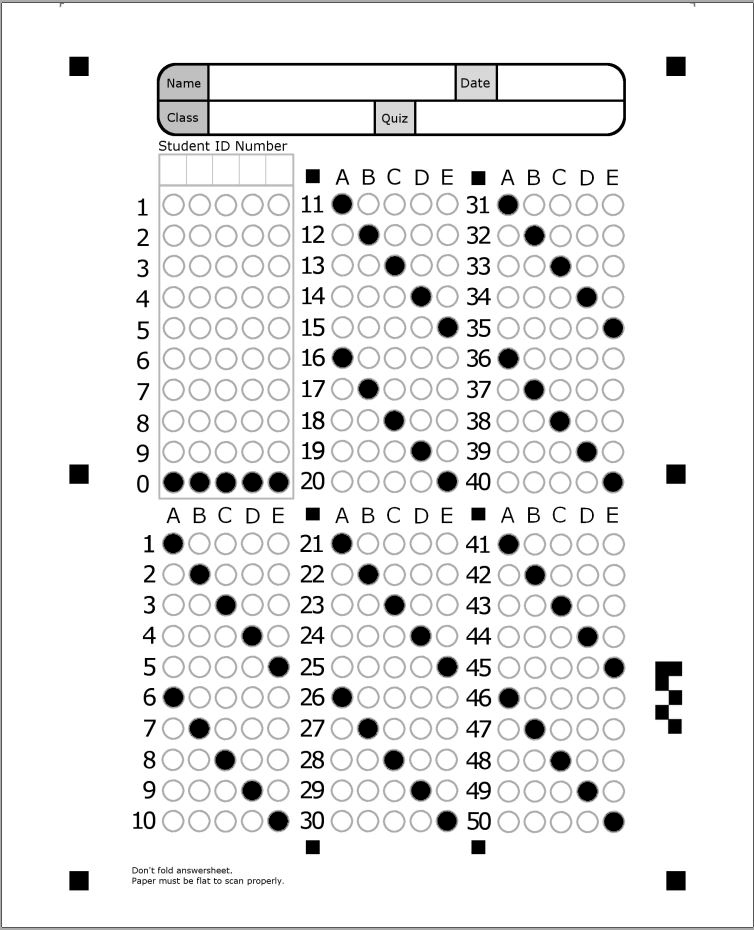 Name Date
Class Quiz
Student ID Number
A B C D E A B C D E
1 11 31
2 12 32
3 13 33
4 14 34
5 15 35
6 16 36
7 17 37
8 18 38
9 19 39
0 20 40
A B C D E A B C D E A B C D E
1 21 41
2 22 42
3 23 43
4 24 44
5 25 45
6 26 46
7 27 47
8 28 48
9 29 49
10 30 50
Don't fold answersheet.
Paper must be flat to scan properly.